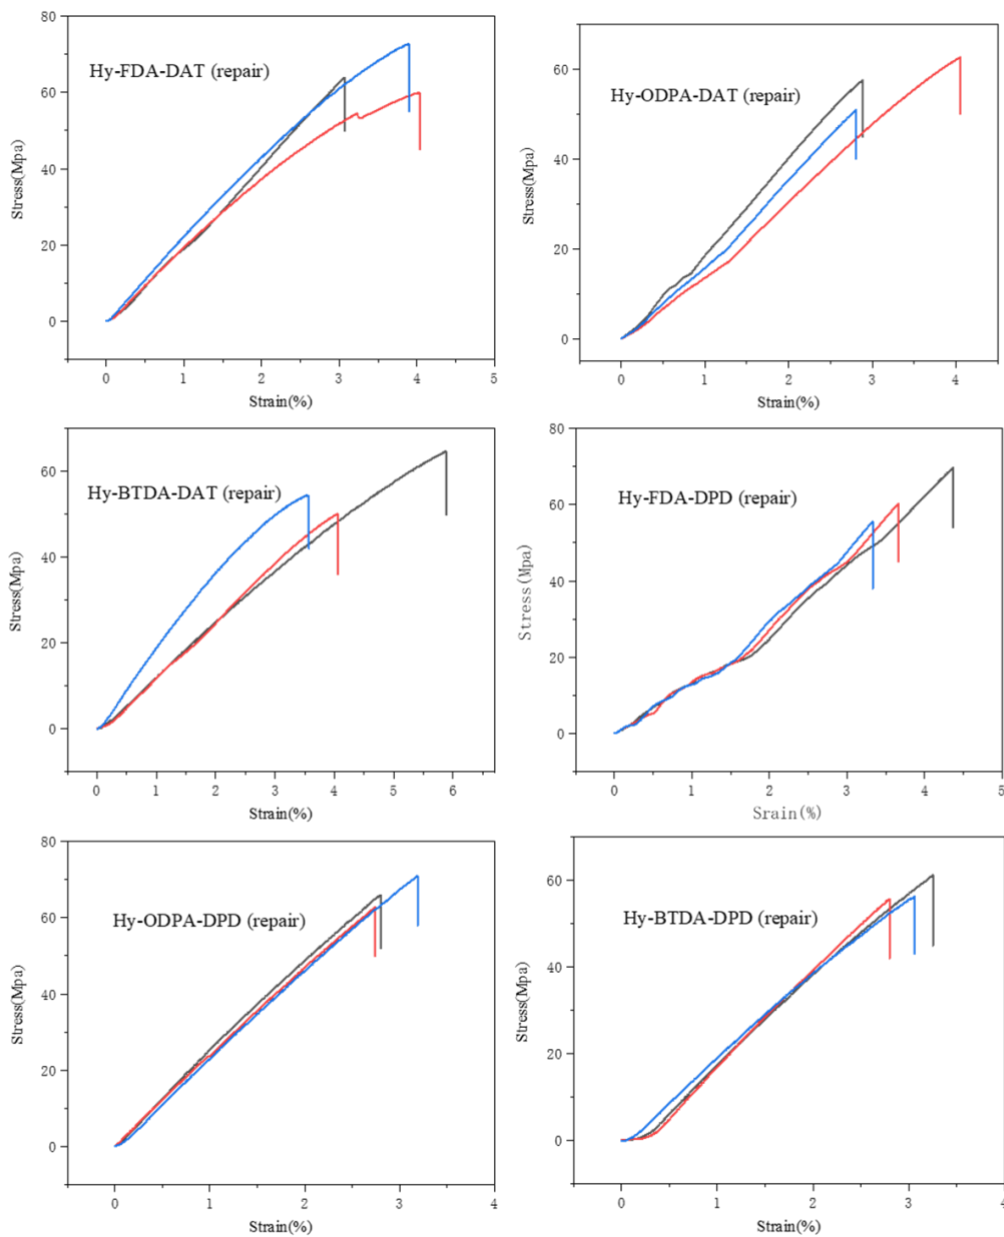 Hy-FDA-DAT (repair)
Stress(Mpa)
80
60
40
20
0
0 1 2 3 4 5
Strain(%)
Hy-ODPA-DAT (repair)
Stress(Mpa)
60
40
20
0
0 1 2 3 4
Strain(%)
Hy-BTDA-DAT (repair)
Stress(Mpa)
60
40
20
0
0 1 2 3 4 5 6
Strain(%)
Hy-FDA-DPD (repair)
Stress(Mpa)
80
60
40
20
0
0 1 2 3 4 5
Srain(%)
Hy-ODPA-DPD (repair)
Stress(Mpa)
80
60
40
20
0
0 1 2 3 4
Strain(%)
Hy-BTDA-DPD (repair)
Stress(Mpa)
60
40
20
0
0 1 2 3 4
Strain(%)